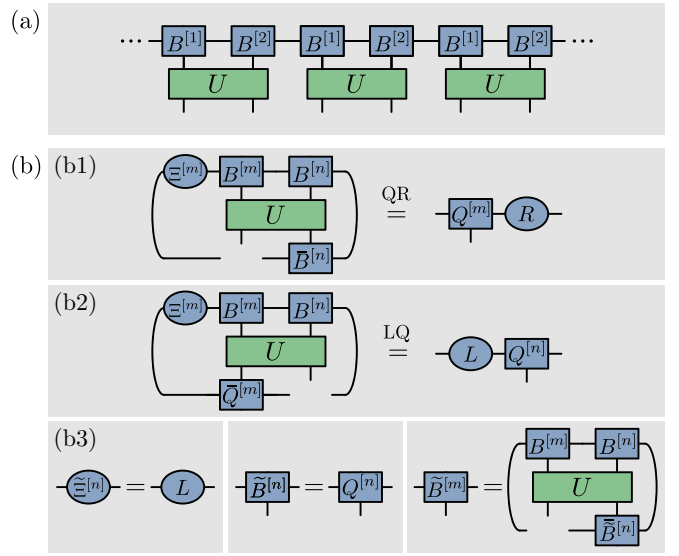 (a)
··· B^[1] B^[2] B^[1] B^[2] B^[1] B^[2] ···
U U U
(b) (b1)
Ξ^[m] B^[m] B^[n]
QR
U = Q^[m] R
B̄^[n]
(b2)
Ξ^[m] B^[m] B^[n]
LQ
U = L Q^[n]
Q̄^[m]
(b3)
B^[m] B^[n]
Ξ̃^[n] = L B̃^[n] = Q^[n] B̃^[m] = U
B̃̄^[n]